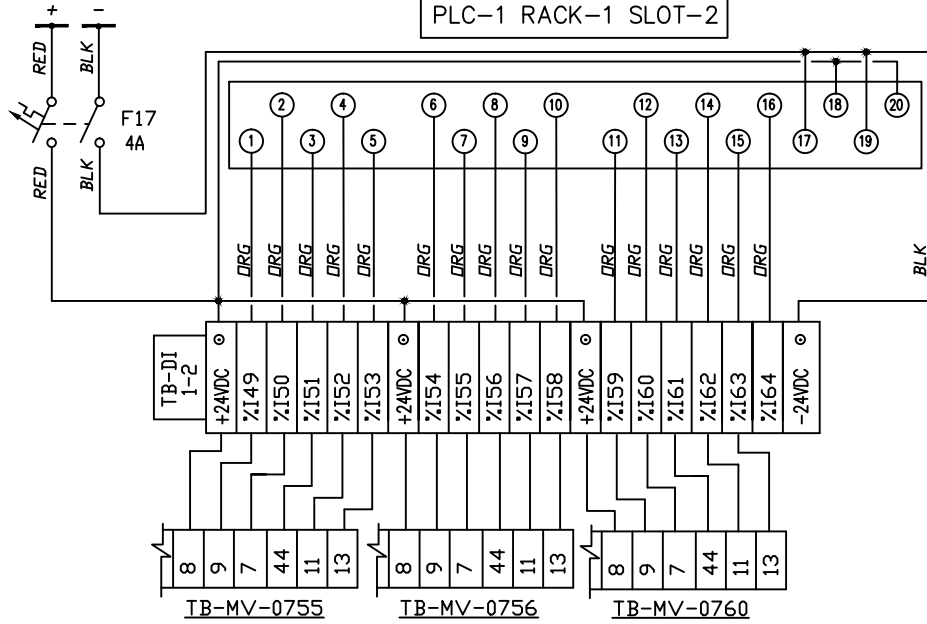 PLC-1 RACK-1 SLOT-2
+ -
RED BLK
F17
4A
RED BLK
2 4 6 8 10 12 14 16 18 20
1 3 5 7 9 11 13 15 17 19
ORG ORG ORG ORG ORG ORG ORG ORG ORG ORG ORG ORG ORG ORG ORG ORG BLK
TB-DI
1-2
+24VDC %I49 %I50 %I51 %I52 %I53 +24VDC %I54 %I55 %I56 %I57 %I58 +24VDC %I59 %I60 %I61 %I62 %I63 %I64 -24VDC
8 9 7 44 11 13 8 9 7 44 11 13 8 9 7 44 11 13
TB-MV-0755 TB-MV-0756 TB-MV-0760